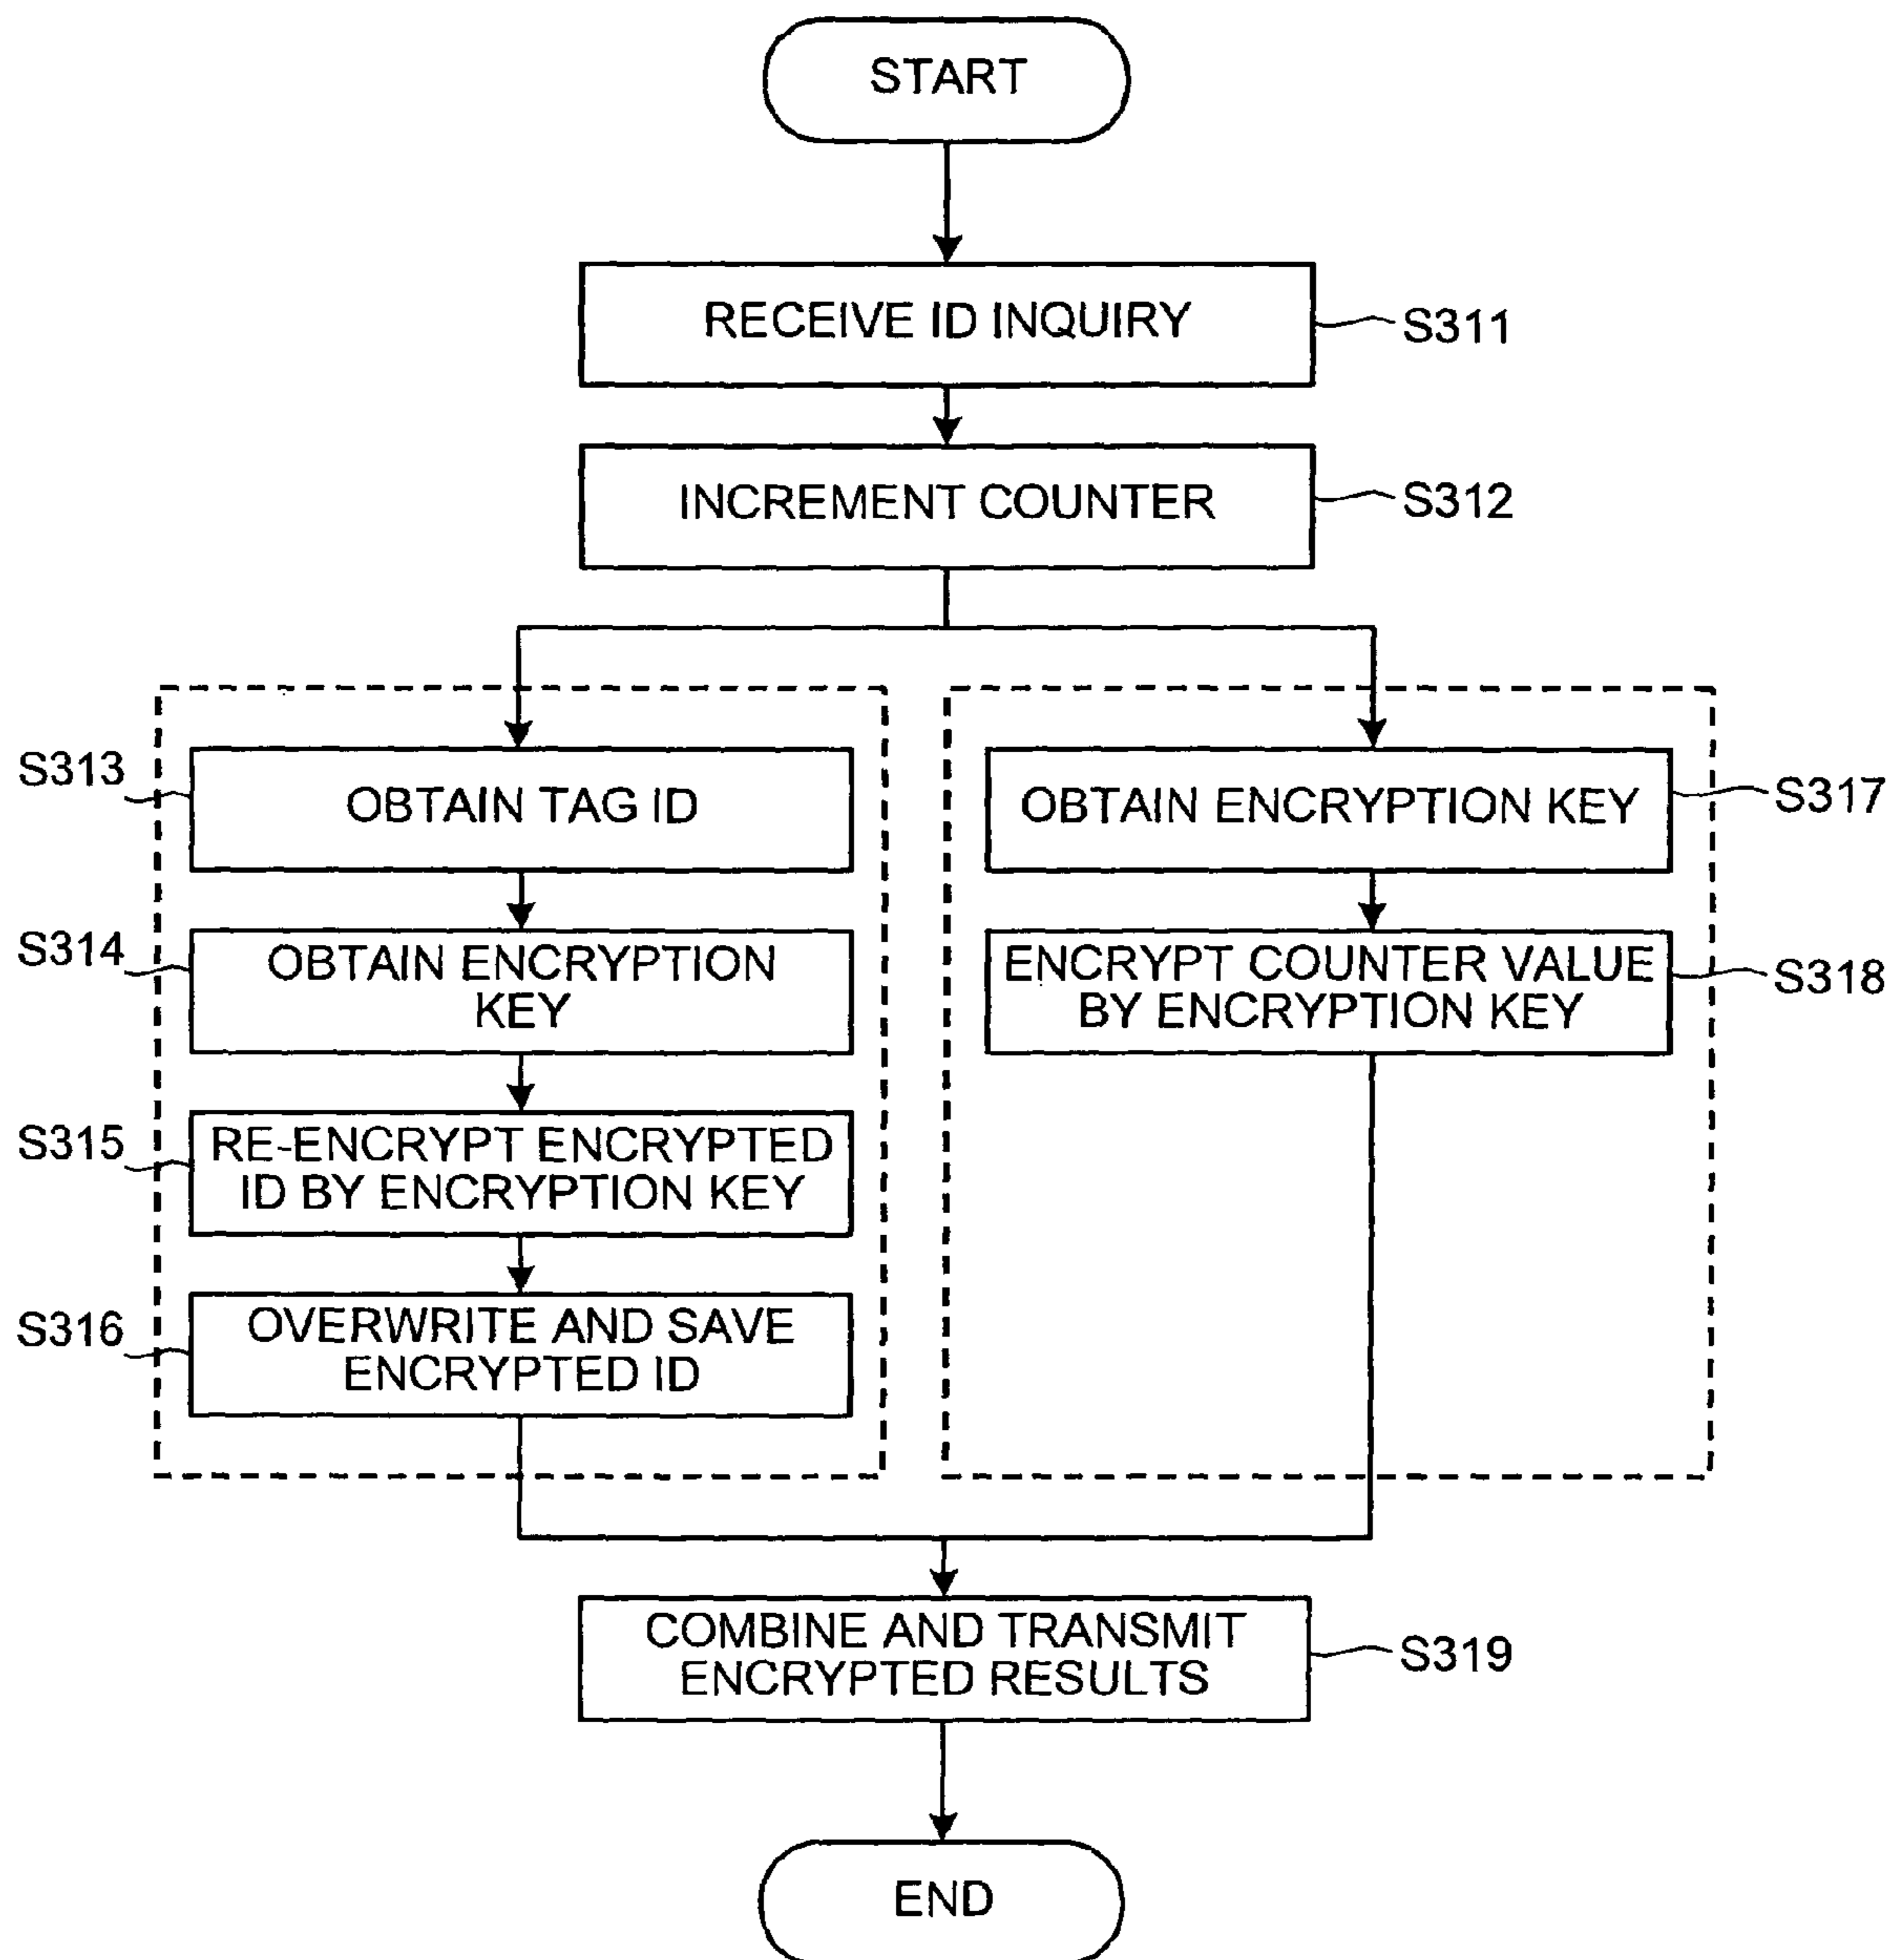 START
RECEIVE ID INQUIRY
S311
INCREMENT COUNTER
S312
S313
OBTAIN TAG ID
S314
OBTAIN ENCRYPTION
KEY
S315
RE-ENCRYPT ENCRYPTED
ID BY ENCRYPTION KEY
S316
OVERWRITE AND SAVE
ENCRYPTED ID
OBTAIN ENCRYPTION KEY
S317
ENCRYPT COUNTER VALUE
BY ENCRYPTION KEY
S318
COMBINE AND TRANSMIT
ENCRYPTED RESULTS
S319
END